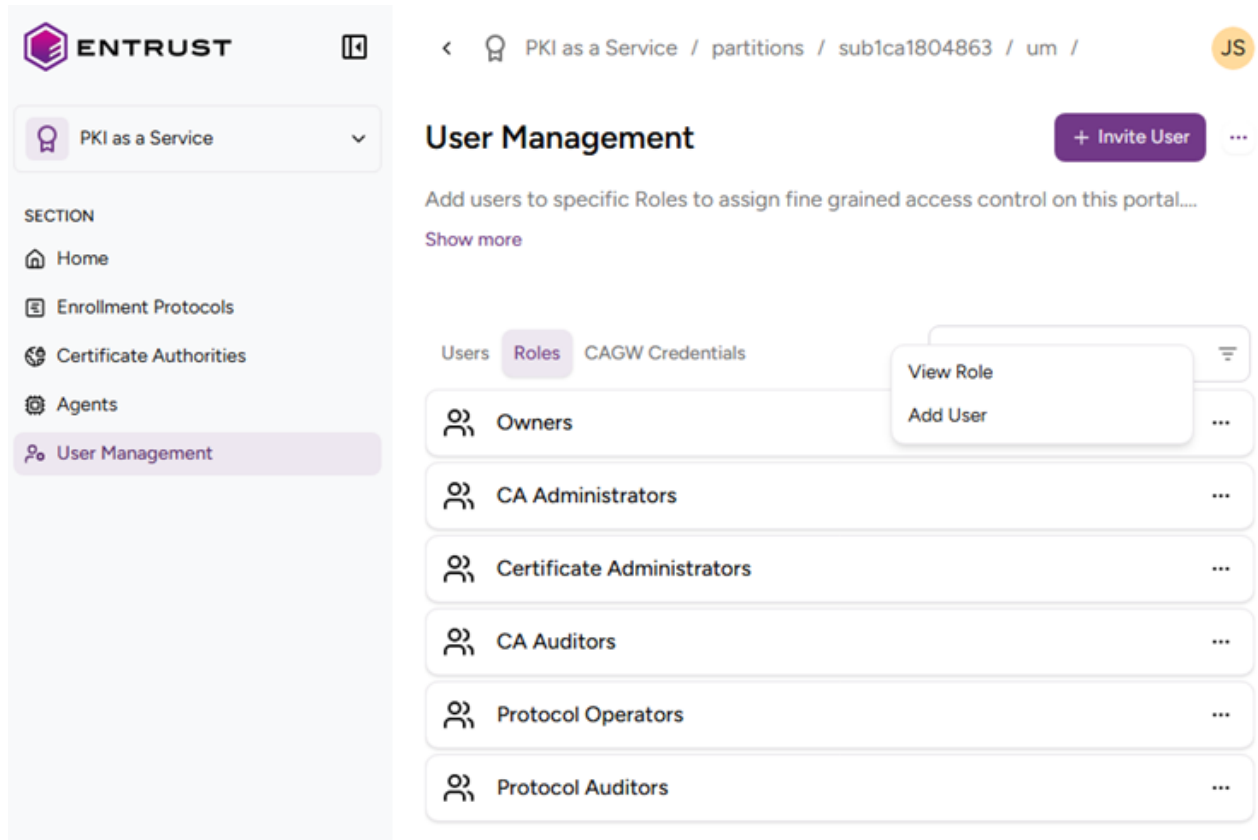 ENTRUST
PKI as a Service
SECTION
Home
Enrollment Protocols
Certificate Authorities
Agents
User Management
PKI as a Service / partitions / sub1ca1804863 / um /
JS
User Management
+ Invite User
...
Add users to specific Roles to assign fine grained access control on this portal....
Show more
Users Roles CAGW Credentials
View Role
Add User
Owners ...
CA Administrators ...
Certificate Administrators ...
CA Auditors ...
Protocol Operators ...
Protocol Auditors ...